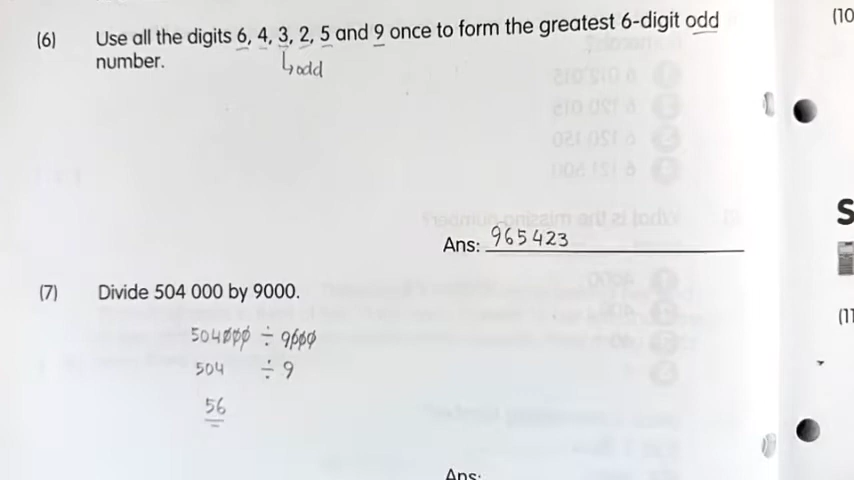 (6) Use all the digits 6, 4, 3, 2, 5 and 9 once to form the greatest 6-digit odd
number.
↳odd
Ans: 965423
(7) Divide 504 000 by 9000.
504000 ÷ 9000
504 ÷ 9
56
Ans:
(10
S
(11